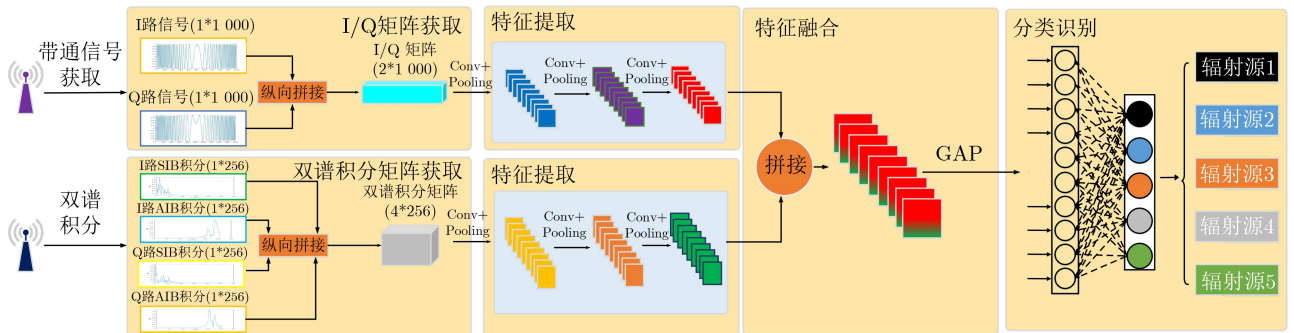 带通信号
获取
I路信号(1*1 000)
Q路信号(1*1 000)
纵向拼接
I/Q矩阵获取
I/Q 矩阵
(2*1 000)
Conv+
Pooling
特征提取
Conv+
Pooling
Conv+
Pooling
双谱
积分
I路SIB积分(1*256)
I路AIB积分(1*256)
Q路SIB积分(1*256)
Q路AIB积分(1*256)
纵向拼接
双谱积分矩阵获取
双谱积分矩阵
(4*256)
Conv+
Pooling
特征提取
Conv+
Pooling
Conv+
Pooling
特征融合
拼接
GAP
分类识别
辐射源1
辐射源2
辐射源3
辐射源4
辐射源5